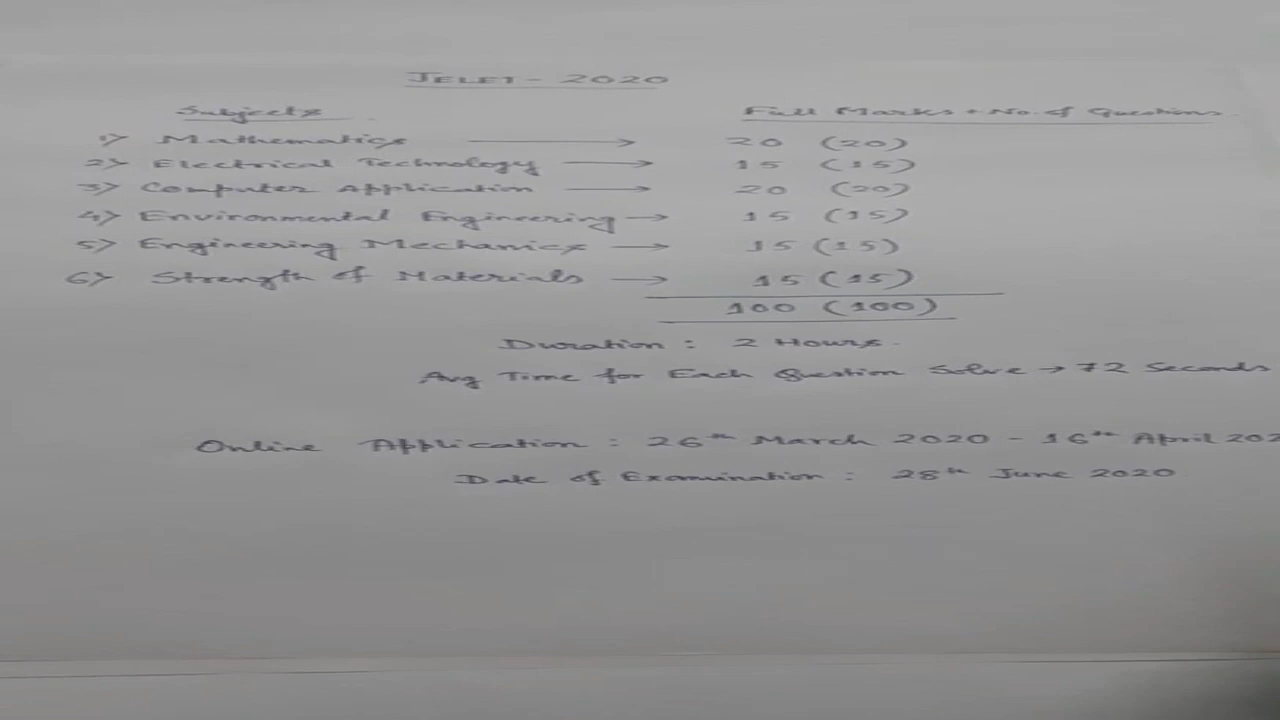 JELET - 2020
Subjects Full Marks + No. of Questions
1) Mathematics → 20 (20)
2) Electrical Technology → 15 (15)
3) Computer Application → 20 (20)
4) Environmental Engineering → 15 (15)
5) Engineering Mechanics → 15 (15)
6) Strength of Materials → 15 (15)
100 (100)
Duration : 2 Hours.
Avg Time for Each Question Solve → 72 Seconds
Online Application : 26th March 2020 - 16th April 202
Date of Examination : 28th June 2020